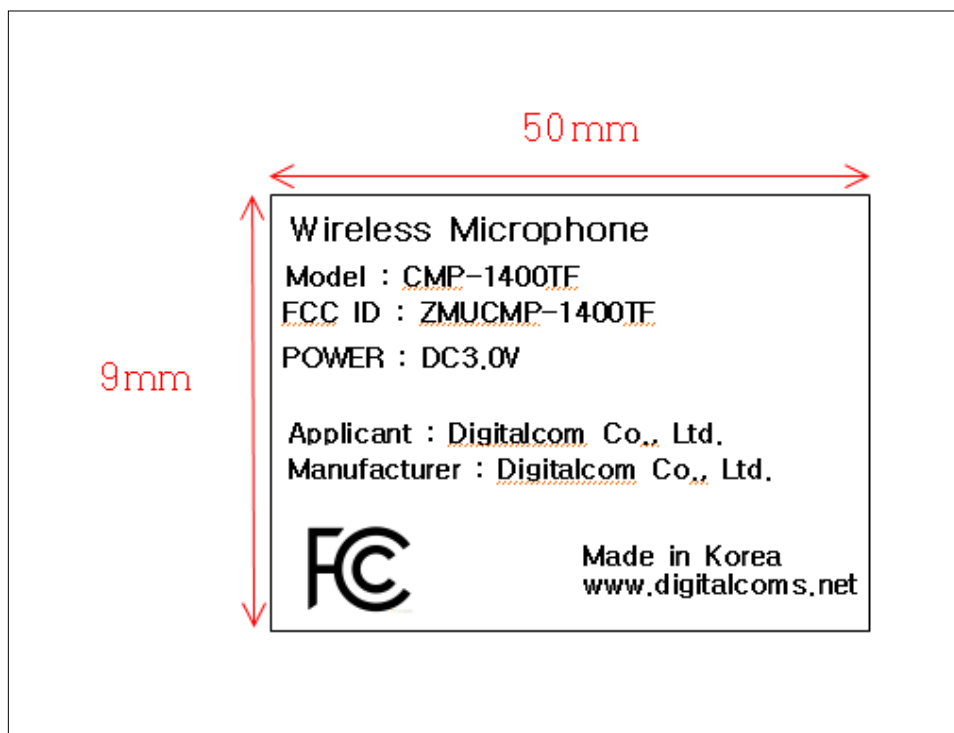 50mm
9mm
Wireless Microphone
Model : CMP-1400TF
FCC ID : ZMUCMP-1400TF
POWER : DC3.0V
Applicant : Digitalcom Co., Ltd.
Manufacturer : Digitalcom Co., Ltd.
FC
Made in Korea
www.digitalcoms.net